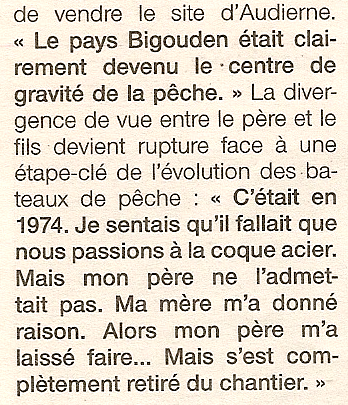 de vendre le site d'Audierne.
« Le pays Bigouden était clai-
rement devenu le centre de
gravité de la pêche. » La diver-
gence de vue entre le père et le
fils devient rupture face à une
étape-clé de l'évolution des ba-
teaux de pêche : « C'était en
1974. Je sentais qu'il fallait que
nous passions à la coque acier.
Mais mon père ne l'admet-
tait pas. Ma mère m'a donné
raison. Alors mon père m'a
laissé faire... Mais s'est com-
plètement retiré du chantier. »